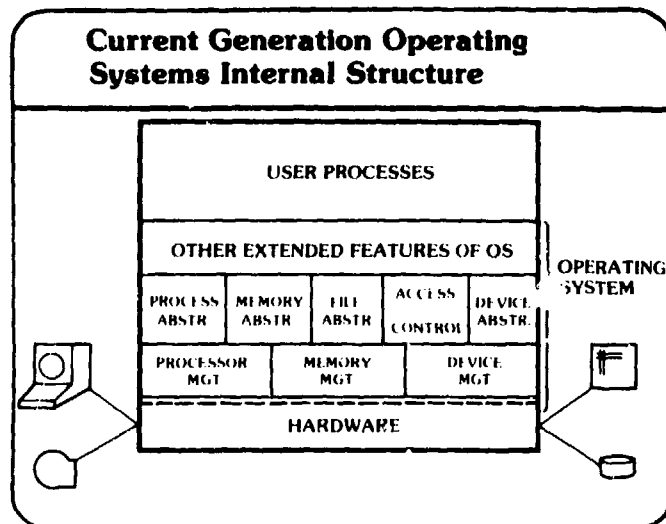 Current Generation Operating
Systems Internal Structure
USER PROCESSES
OTHER EXTENDED FEATURES OF OS
OPERATING
SYSTEM
PROCESS
ABSTR
MEMORY
ABSTR
FILE
ABSTR
ACCESS
CONTROL
DEVICE
ABSTR.
PROCESSOR
MGT
MEMORY
MGT
DEVICE
MGT
HARDWARE